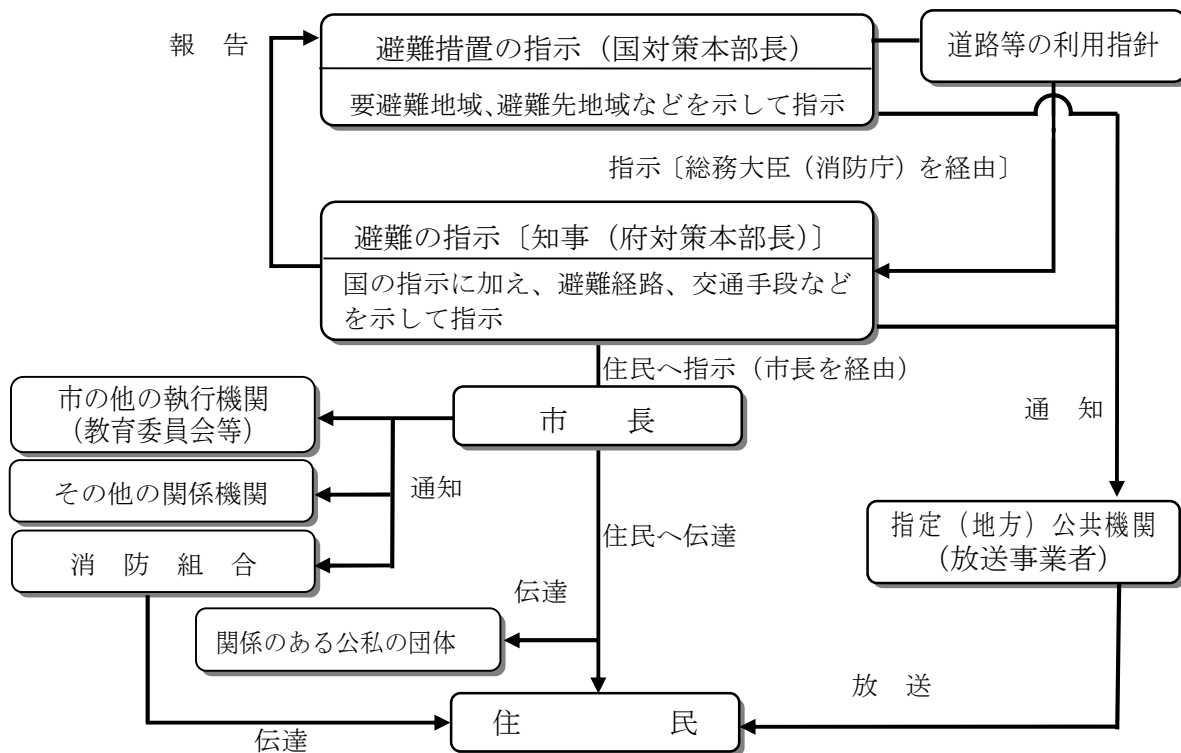 報　告
避難措置の指示（国対策本部長）
要避難地域、避難先地域などを示して指示
道路等の利用指針
指示〔総務大臣（消防庁）を経由〕
避難の指示〔知事（府対策本部長）〕
国の指示に加え、避難経路、交通手段など
を示して指示
住民へ指示（市長を経由）
市の他の執行機関
（教育委員会等）
市　　長
通　知
その他の関係機関
通知
指定（地方）公共機関
（放送事業者）
消　防　組　合
住民へ伝達
伝達
関係のある公私の団体
放　送
住　　　民
伝達